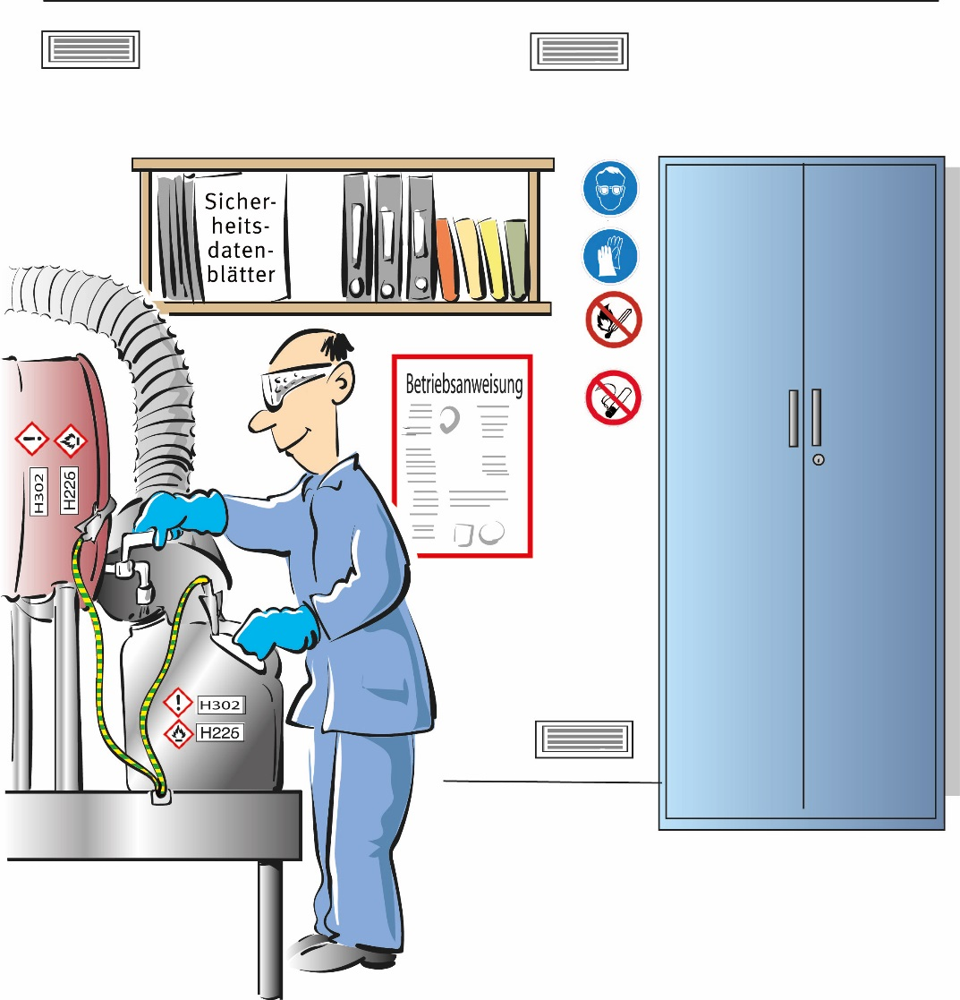 Sicher-
heits-
daten-
blätter
Betriebsanweisung
H302
H226
H302
H226